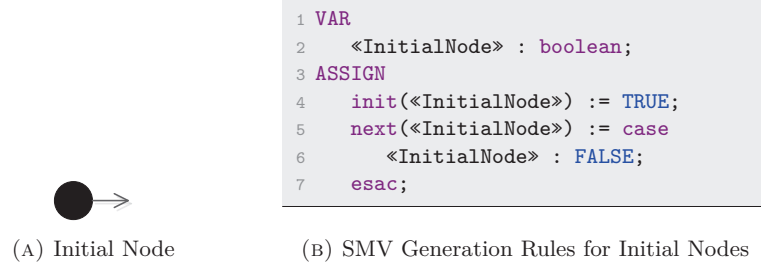 1 VAR
2 «InitialNode» : boolean;
3 ASSIGN
4 init(«InitialNode») := TRUE;
5 next(«InitialNode») := case
6 «InitialNode» : FALSE;
7 esac;
(A) Initial Node
(B) SMV Generation Rules for Initial Nodes